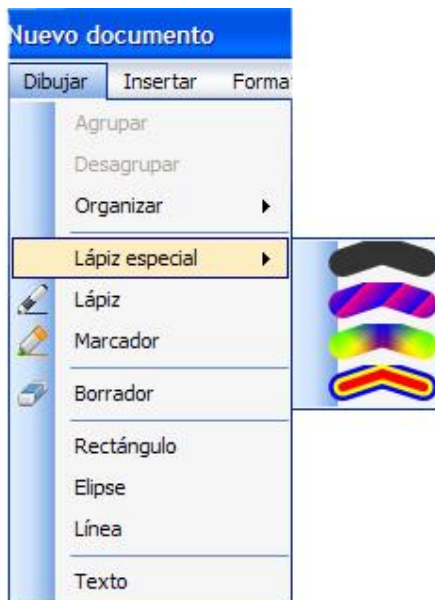 Nuevo documento
Dibujar Insertar Forma
Agrupar
Desagrupar
Organizar
Lápiz especial
Lápiz
Marcador
Borrador
Rectángulo
Elipse
Línea
Texto